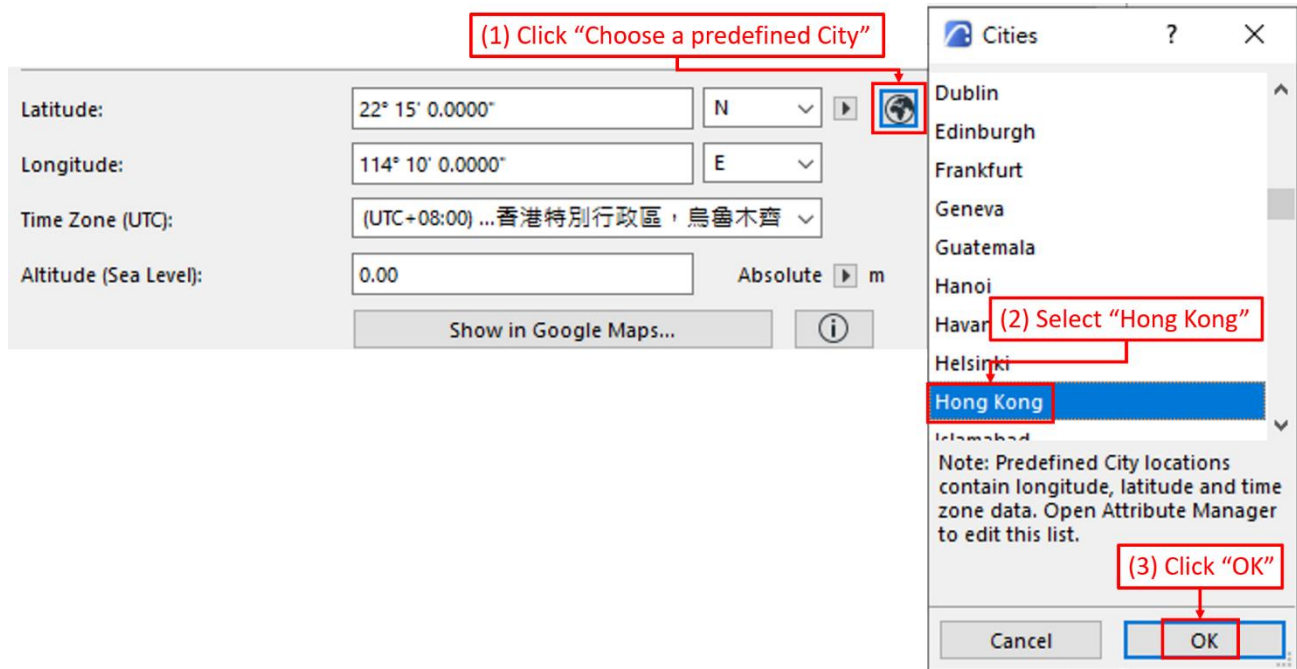 (1) Click “Choose a predefined City”
Latitude:
22° 15' 0.0000"
N
Longitude:
114° 10' 0.0000"
E
Time Zone (UTC):
(UTC+08:00) ...香港特別行政區，烏魯木齊
Altitude (Sea Level):
0.00
Absolute
m
Show in Google Maps...
Cities
?
Dublin
Edinburgh
Frankfurt
Geneva
Guatemala
Hanoi
(2) Select “Hong Kong”
Helsinki
Hong Kong
Islamabad
Note: Predefined City locations
contain longitude, latitude and time
zone data. Open Attribute Manager
to edit this list.
(3) Click “OK”
Cancel
OK